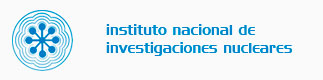 instituto nacional de
investigaciones nucleares